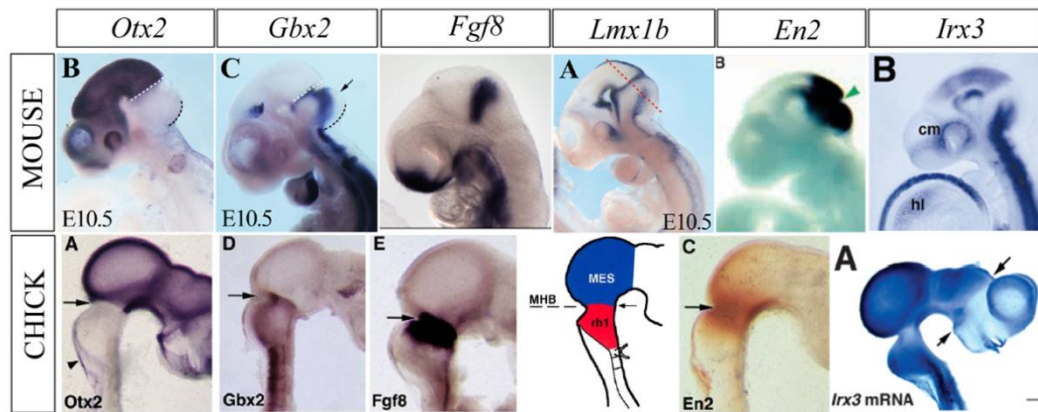 Otx2 Gbx2 Fgf8 Lmx1b En2 Irx3
MOUSE
B C A B B
cm
hl
E10.5 E10.5 E10.5
CHICK
A D E C A
MES
MHB
rh1
Otx2 Gbx2 Fgf8 En2 Irx3 mRNA